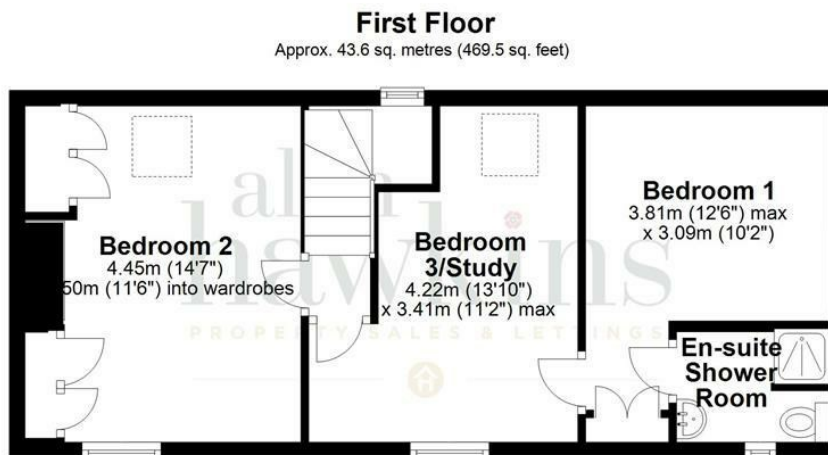 First Floor
Approx. 43.6 sq. metres (469.5 sq. feet)
Bedroom 2
4.45m (14'7")
50m (11'6") into wardrobes
Bedroom
3/Study
4.22m (13'10")
x 3.41m (11'2") max
Bedroom 1
3.81m (12'6") max
x 3.09m (10'2")
En-suite
Shower
Room
alan
hawkins
PROPERTY SALES & LETTINGS